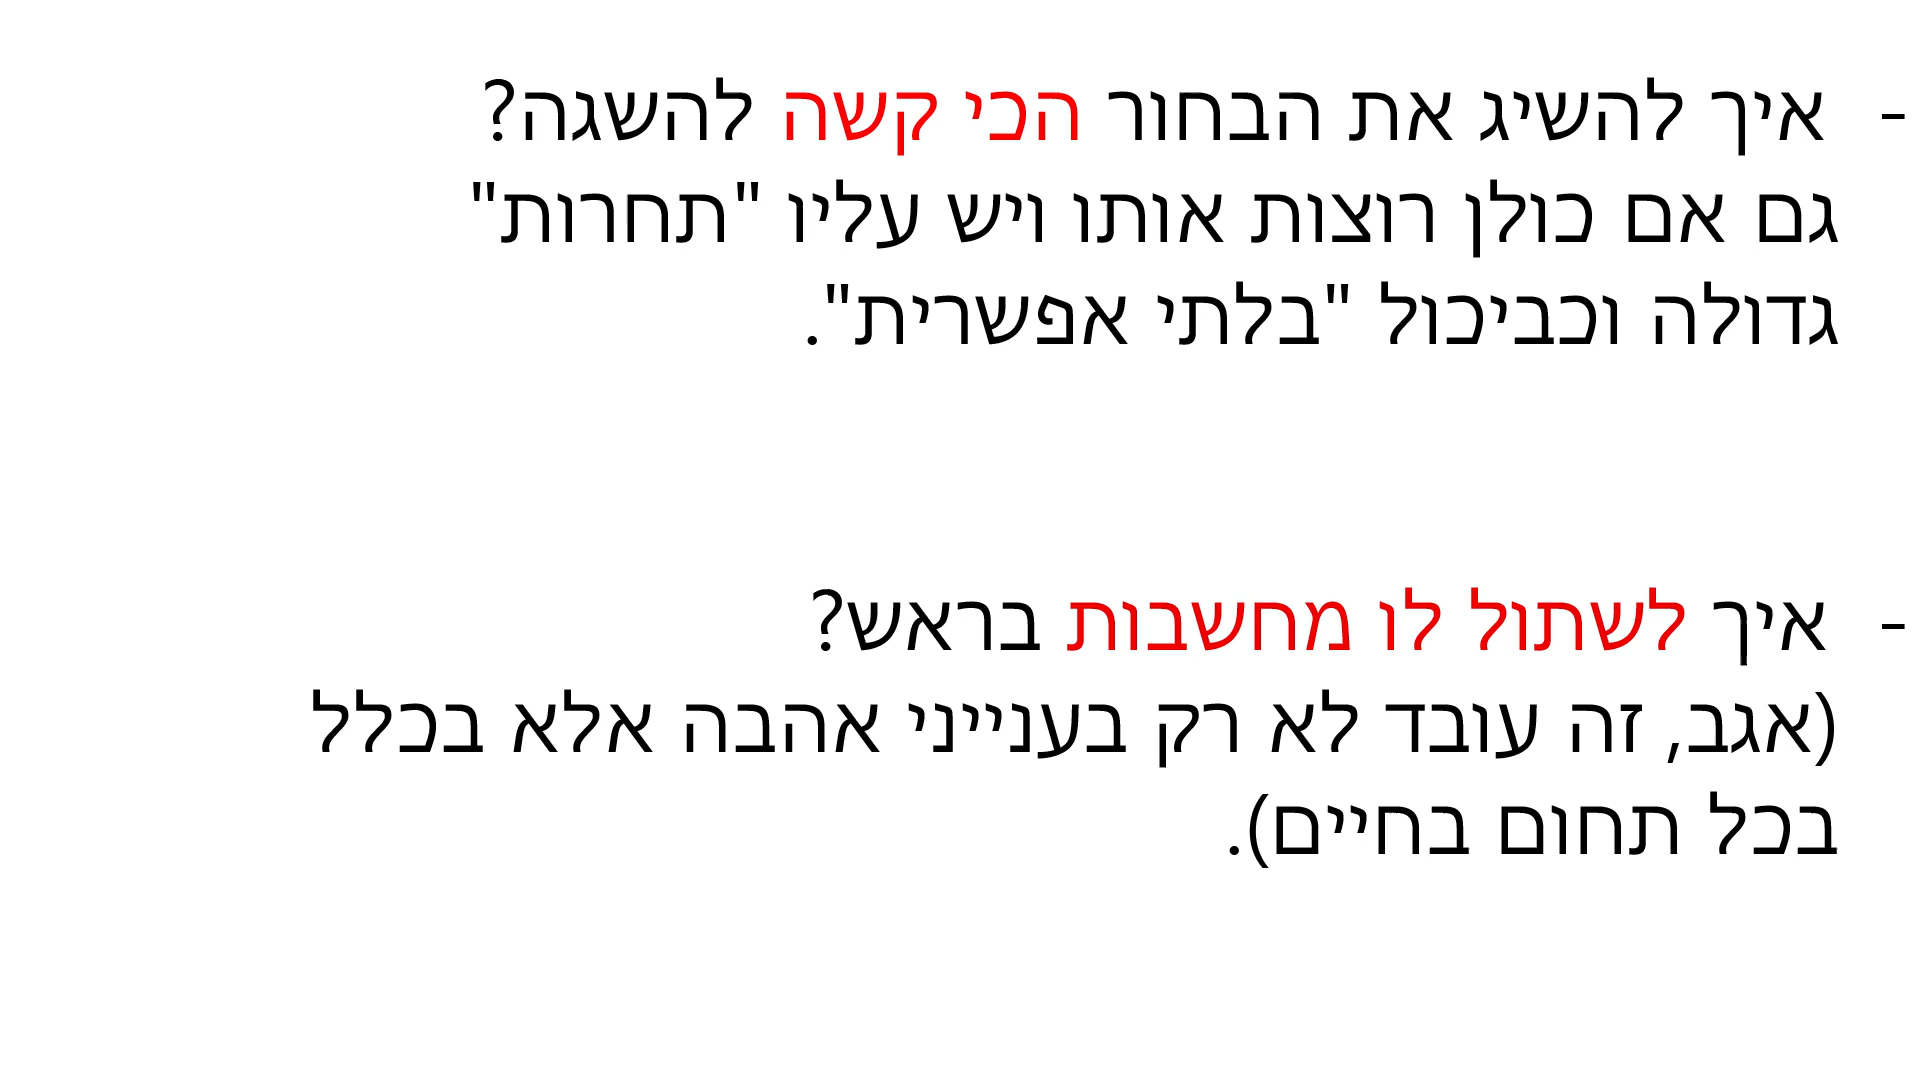 - איך להשיג את הבחור הכי קשה להשגה?
גם אם כולן רוצות אותו ויש עליו "תחרות"
גדולה וכביכול "בלתי אפשרית".
- איך לשתול לו מחשבות בראש?
(אגב, זה עובד לא רק בענייני אהבה אלא בכלל
בכל תחום בחיים).